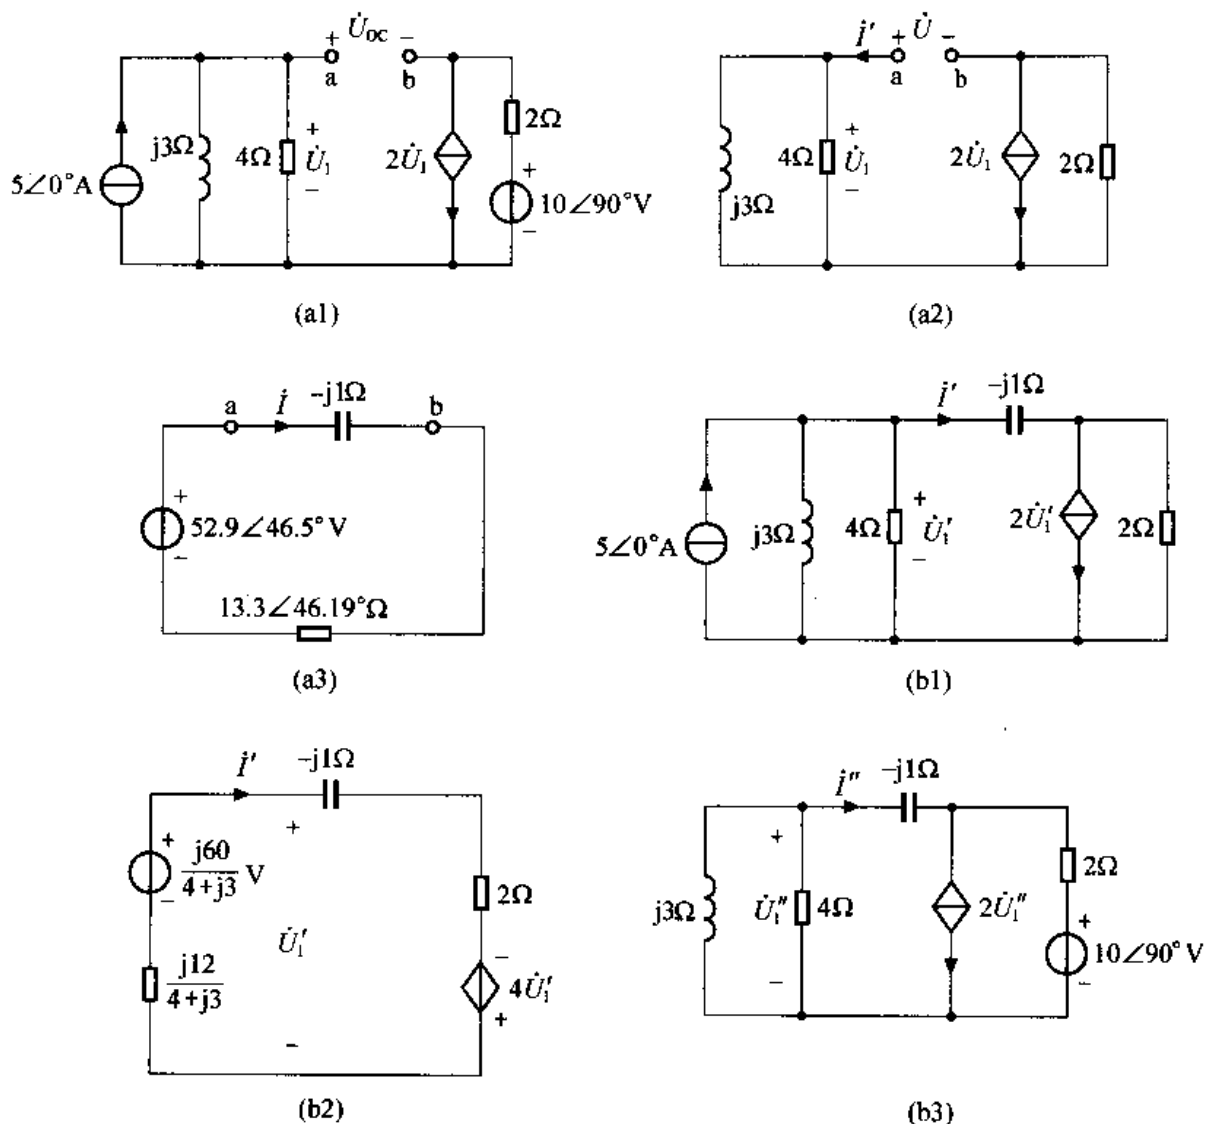 + U̇oc −
a b
5∠0°A
j3Ω
4Ω
+
U̇₁
−
2U̇₁
2Ω
+
10∠90°V
−
(a1)
İ′ + U̇ −
a b
j3Ω
4Ω
+
U̇₁
−
2U̇₁
2Ω
(a2)
a İ −j1Ω b
+
52.9∠46.5°V
−
13.3∠46.19°Ω
(a3)
İ′ −j1Ω
5∠0°A
j3Ω
4Ω
+
U̇₁′
−
2U̇₁′
2Ω
(b1)
İ′ −j1Ω
+
j60/(4+j3) V
−
j12/(4+j3)
+
U̇₁′
−
2Ω
−
4U̇₁′
+
(b2)
İ″ −j1Ω
j3Ω
+
U̇₁″
−
4Ω
2U̇₁″
2Ω
+
10∠90°V
−
(b3)